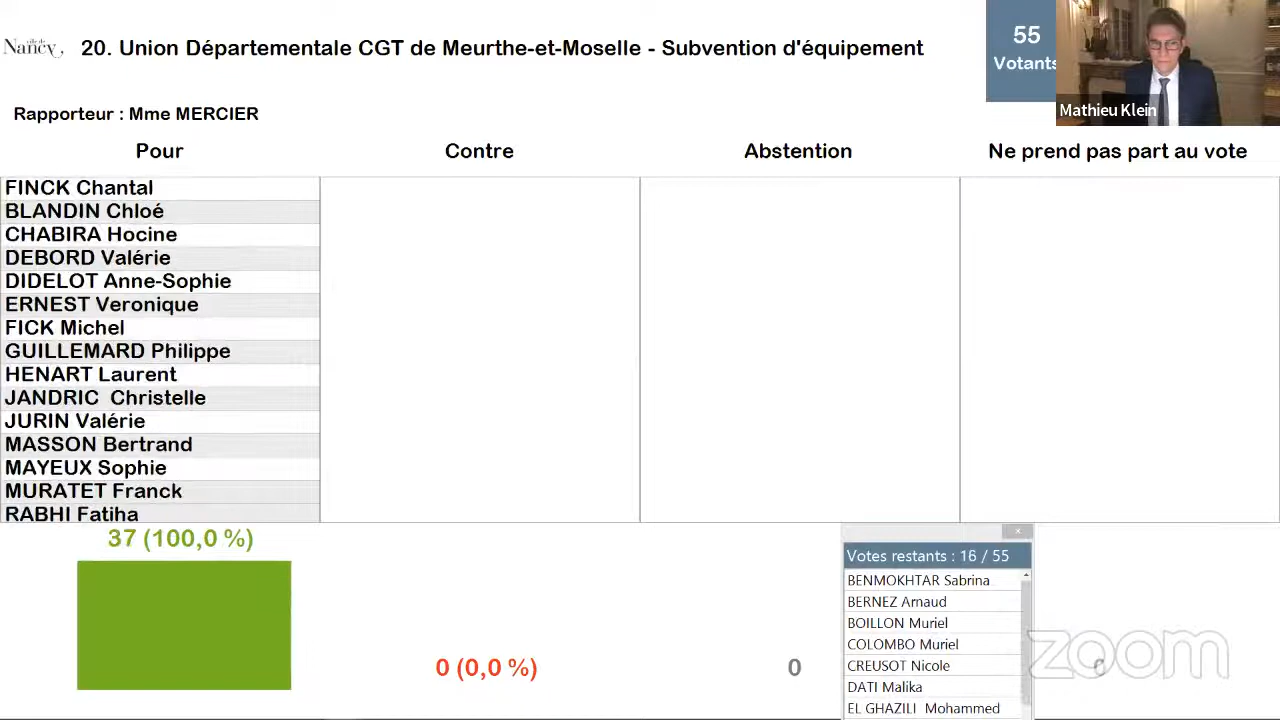 ville de
Nancy,
20. Union Départementale CGT de Meurthe-et-Moselle - Subvention d'équipement
55
Votants
Mathieu Klein
Rapporteur : Mme MERCIER
Pour
Contre
Abstention
Ne prend pas part au vote
FINCK Chantal
BLANDIN Chloé
CHABIRA Hocine
DEBORD Valérie
DIDELOT Anne-Sophie
ERNEST Veronique
FICK Michel
GUILLEMARD Philippe
HENART Laurent
JANDRIC Christelle
JURIN Valérie
MASSON Bertrand
MAYEUX Sophie
MURATET Franck
RABHI Fatiha
37 (100,0 %)
0 (0,0 %)
0
0
Votes restants : 16 / 55
BENMOKHTAR Sabrina
BERNEZ Arnaud
BOILLON Muriel
COLOMBO Muriel
CREUSOT Nicole
DATI Malika
EL GHAZILI Mohammed
zoom